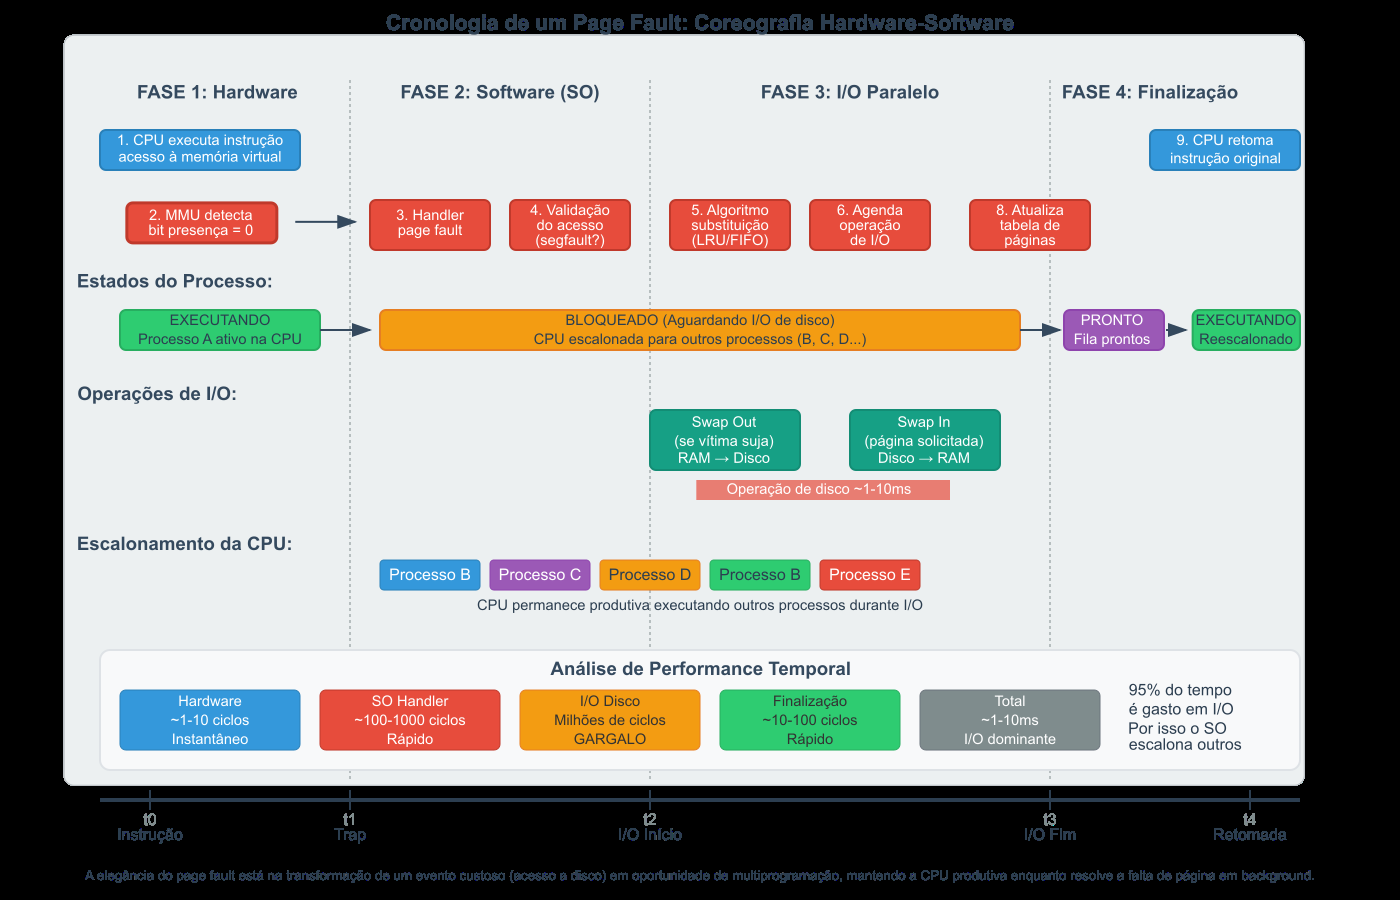 Cronologia de um Page Fault: Coreografia Hardware-Software
FASE 1: Hardware
FASE 2: Software (SO)
FASE 3: I/O Paralelo
FASE 4: Finalização
1. CPU executa instrução
acesso à memória virtual
9. CPU retoma
instrução original
2. MMU detecta
bit presença = 0
3. Handler
page fault
4. Validação
do acesso
(segfault?)
5. Algoritmo
substituição
(LRU/FIFO)
6. Agenda
operação
de I/O
8. Atualiza
tabela de
páginas
Estados do Processo:
EXECUTANDO
Processo A ativo na CPU
BLOQUEADO (Aguardando I/O de disco)
CPU escalonada para outros processos (B, C, D...)
PRONTO
Fila prontos
EXECUTANDO
Reescalonado
Operações de I/O:
Swap Out
(se vítima suja)
RAM → Disco
Swap In
(página solicitada)
Disco → RAM
Operação de disco ~1-10ms
Escalonamento da CPU:
Processo B
Processo C
Processo D
Processo B
Processo E
CPU permanece produtiva executando outros processos durante I/O
Análise de Performance Temporal
Hardware
~1-10 ciclos
Instantâneo
SO Handler
~100-1000 ciclos
Rápido
I/O Disco
Milhões de ciclos
GARGALO
Finalização
~10-100 ciclos
Rápido
Total
~1-10ms
I/O dominante
95% do tempo
é gasto em I/O
Por isso o SO
escalona outros
t0
Instrução
t1
Trap
t2
I/O Início
t3
I/O Fim
t4
Retomada
A elegância do page fault está na transformação de um evento custoso (acesso a disco) em oportunidade de multiprogramação, mantendo a CPU produtiva enquanto resolve a falta de página em background.